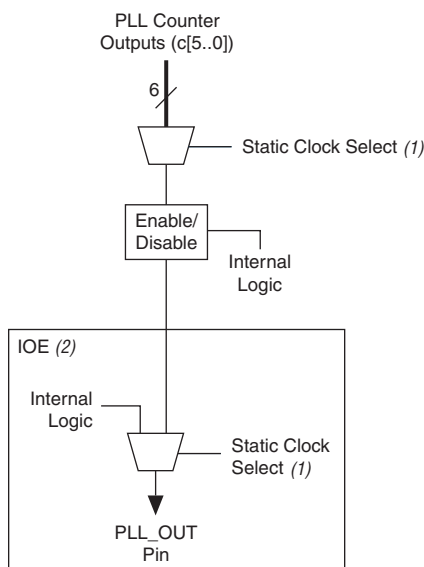 PLL Counter
Outputs (c[5..0])
6
Static Clock Select (1)
Enable/
Disable
Internal
Logic
IOE (2)
Internal
Logic
Static Clock
Select (1)
PLL_OUT
Pin